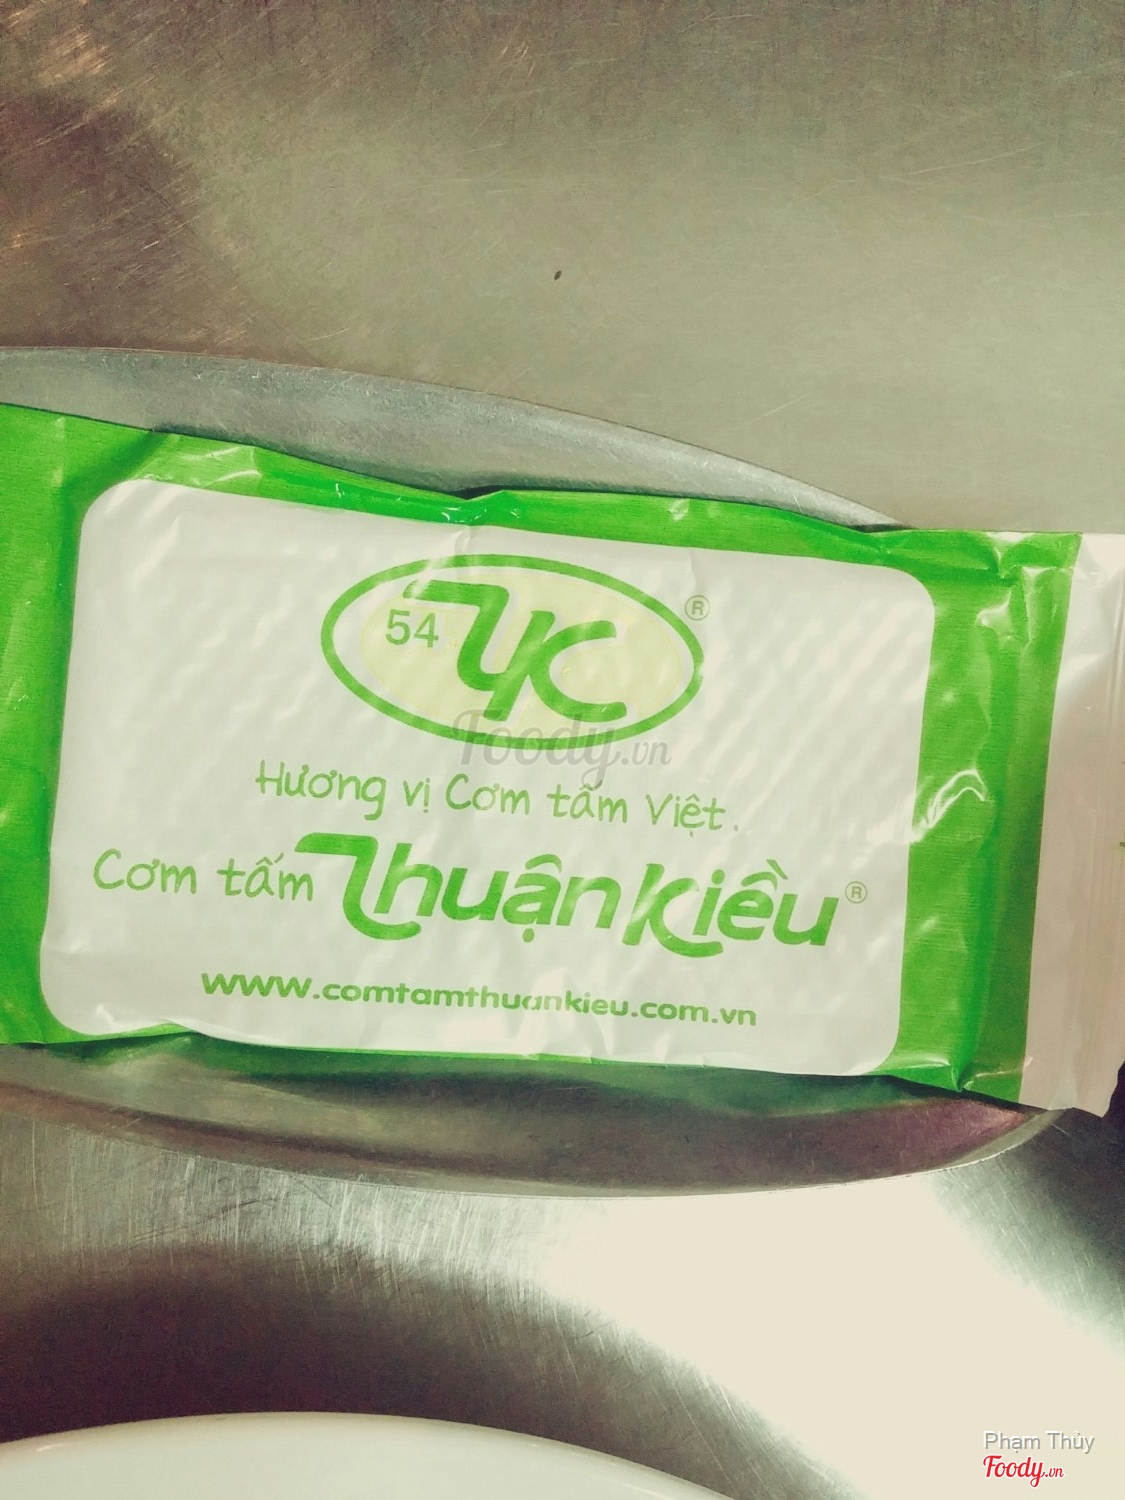 54 TK ®
Foody.vn
Hương vị Cơm tấm Việt.
Cơm tấm Thuận Kiều ®
www.comtamthuankieu.com.vn
Phạm Thủy
Foody.vn